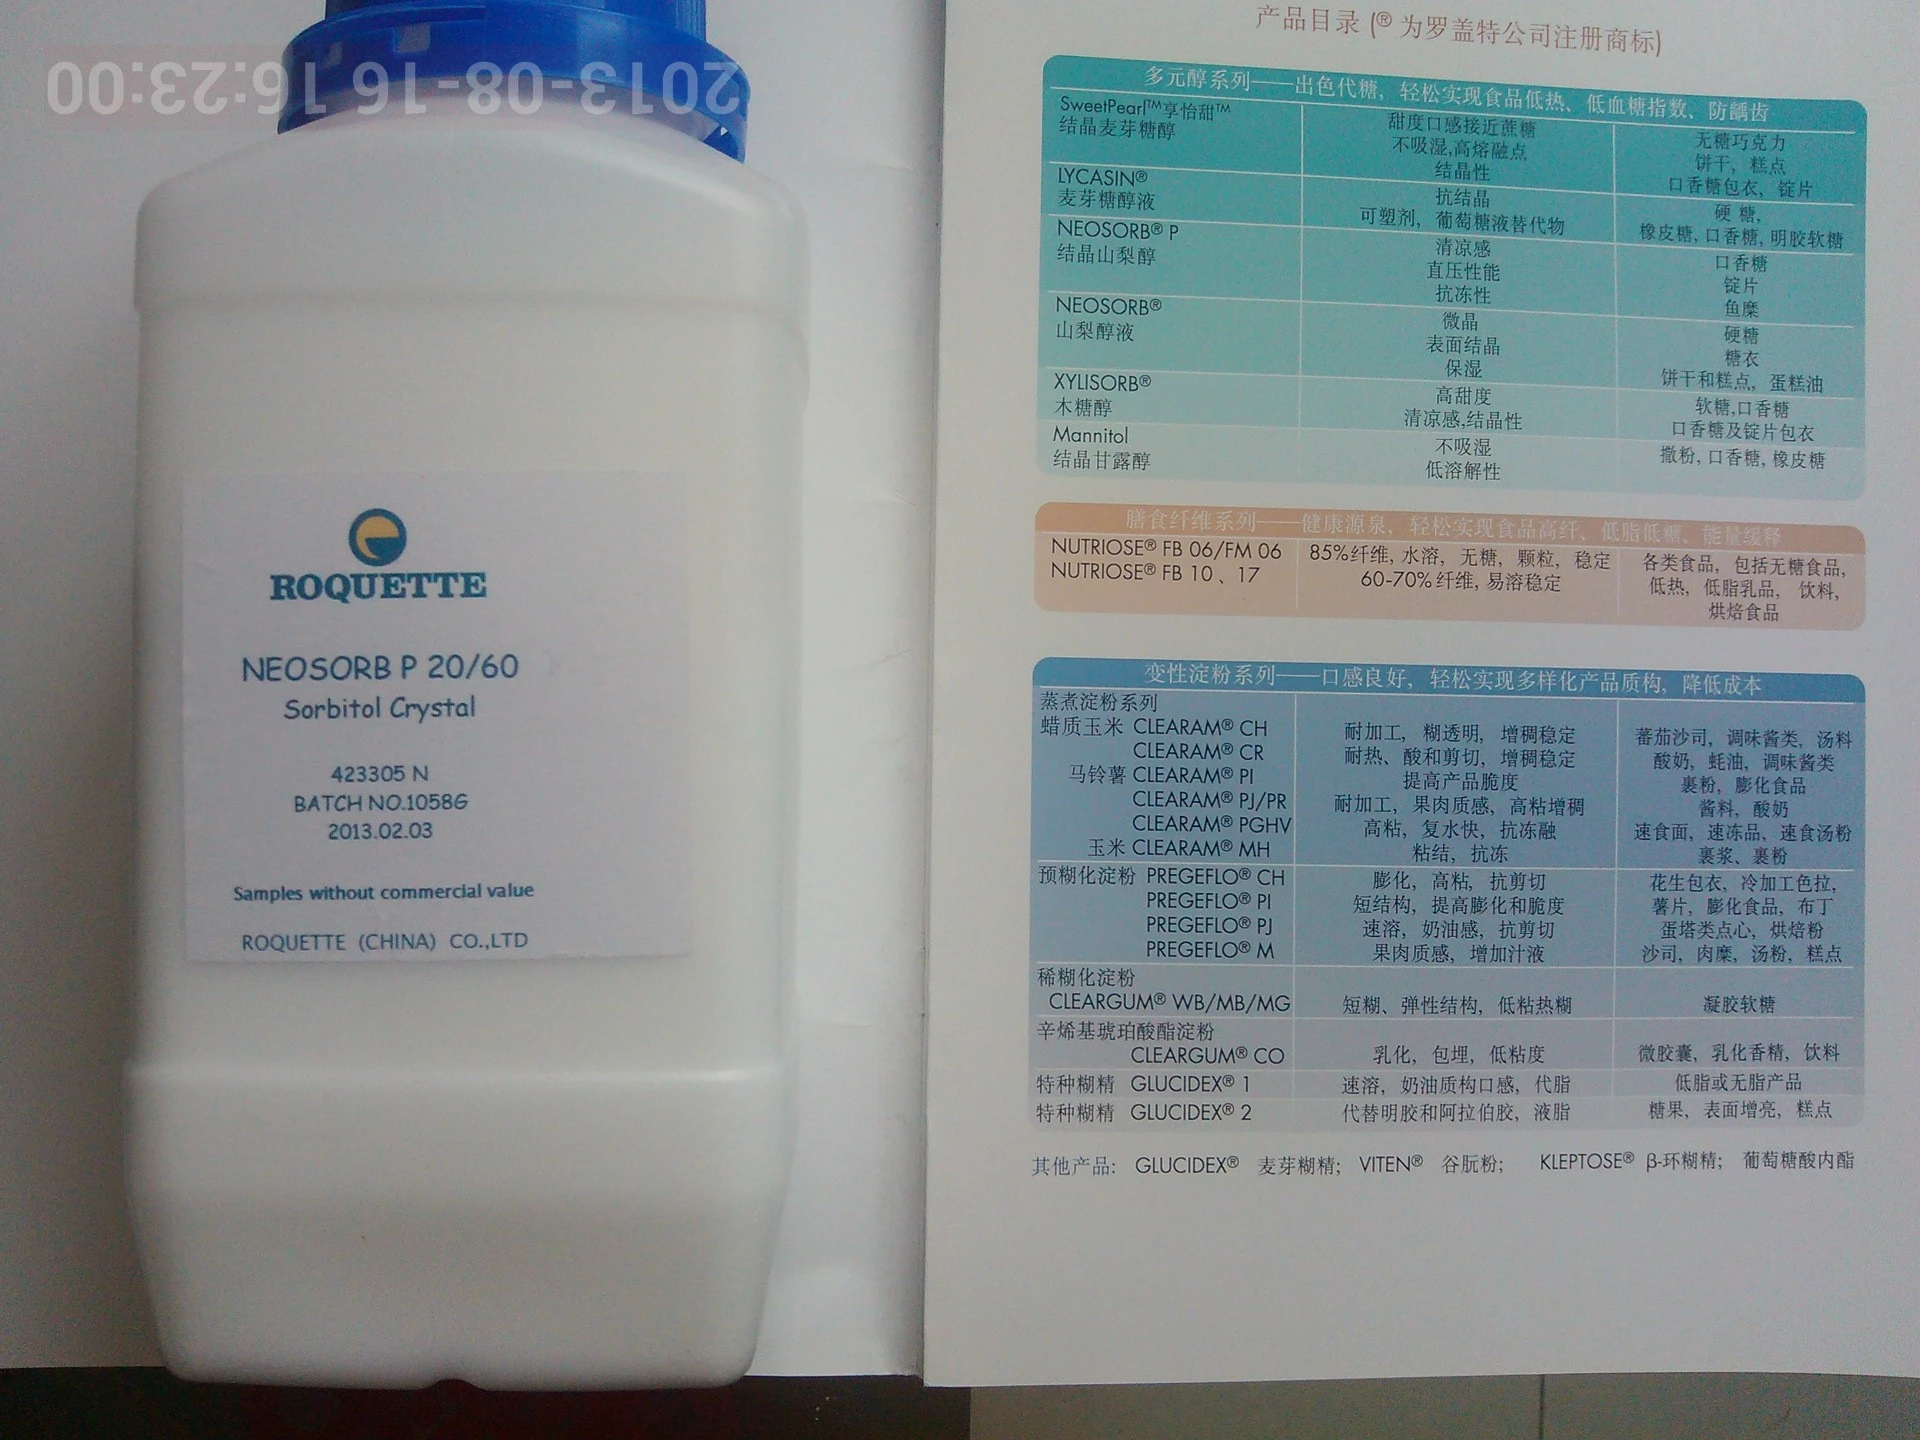 2013-08-16 16:23:00
ROQUETTE
NEOSORB P 20/60
Sorbitol Crystal
423305 N
BATCH NO.1058G
2013.02.03
Samples without commercial value
ROQUETTE (CHINA) CO.,LTD
产品目录 (® 为罗盖特公司注册商标)
多元醇系列——出色代糖，轻松实现食品低热、低血糖指数、防龋齿
SweetPearl™享怡甜™ 甜度口感接近蔗糖 无糖巧克力
结晶麦芽糖醇 不吸湿,高熔融点 饼干，糕点
结晶性 口香糖包衣，锭片
LYCASIN® 抗结晶 硬 糖,
麦芽糖醇液 可塑剂，葡萄糖液替代物 橡皮糖, 口香糖, 明胶软糖
NEOSORB® P 清凉感 口香糖
结晶山梨醇 直压性能 锭片
抗冻性 鱼糜
NEOSORB® 微晶 硬糖
山梨醇液 表面结晶 糖衣
保湿 饼干和糕点，蛋糕油
XYLISORB® 高甜度 软糖,口香糖
木糖醇 清凉感,结晶性 口香糖及锭片包衣
Mannitol 不吸湿 撒粉, 口香糖, 橡皮糖
结晶甘露醇 低溶解性
膳食纤维系列——健康源泉，轻松实现食品高纤、低脂低糖、能量缓释
NUTRIOSE® FB 06/FM 06 85%纤维, 水溶，无糖，颗粒，稳定 各类食品，包括无糖食品,
NUTRIOSE® FB 10 、17 60-70%纤维, 易溶稳定 低热，低脂乳品， 饮料,
烘焙食品
变性淀粉系列——口感良好，轻松实现多样化产品质构，降低成本
蒸煮淀粉系列
蜡质玉米 CLEARAM® CH 耐加工，糊透明，增稠稳定 蕃茄沙司，调味酱类，汤料
CLEARAM® CR 耐热、酸和剪切，增稠稳定 酸奶，蚝油，调味酱类
马铃薯 CLEARAM® PI 提高产品脆度 裹粉，膨化食品
CLEARAM® PJ/PR 耐加工，果肉质感，高粘增稠 酱料，酸奶
CLEARAM® PGHV 高粘，复水快，抗冻融 速食面，速冻品，速食汤粉
玉米 CLEARAM® MH 粘结，抗冻 裹浆、裹粉
预糊化淀粉 PREGEFLO® CH 膨化，高粘，抗剪切 花生包衣，冷加工色拉,
PREGEFLO® PI 短结构，提高膨化和脆度 薯片，膨化食品，布丁
PREGEFLO® PJ 速溶，奶油感，抗剪切 蛋塔类点心，烘焙粉
PREGEFLO® M 果肉质感，增加汁液 沙司，肉糜，汤粉，糕点
稀糊化淀粉
CLEARGUM® WB/MB/MG 短糊、弹性结构，低粘热糊 凝胶软糖
辛烯基琥珀酸酯淀粉
CLEARGUM® CO 乳化，包埋，低粘度 微胶囊，乳化香精，饮料
特种糊精 GLUCIDEX® 1 速溶，奶油质构口感，代脂 低脂或无脂产品
特种糊精 GLUCIDEX® 2 代替明胶和阿拉伯胶，液脂 糖果，表面增亮，糕点
其他产品: GLUCIDEX® 麦芽糊精; VITEN® 谷朊粉; KLEPTOSE® β-环糊精; 葡萄糖酸内酯